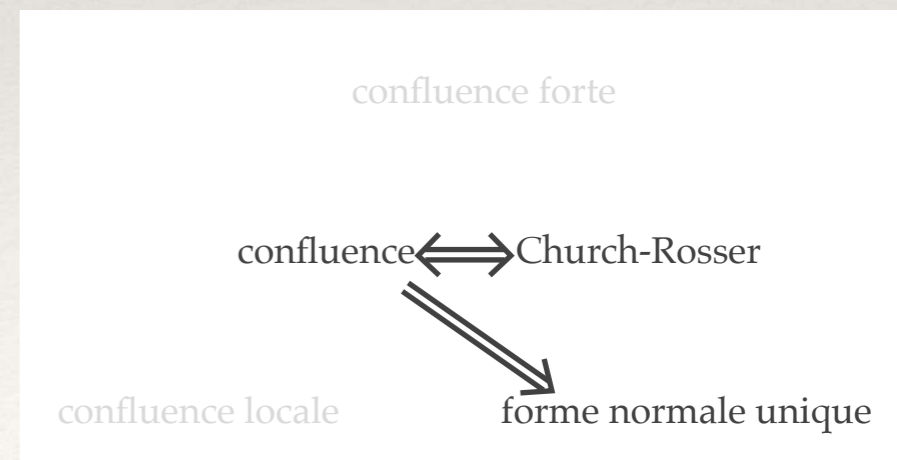 confluence forte
confluence Church-Rosser
confluence locale forme normale unique